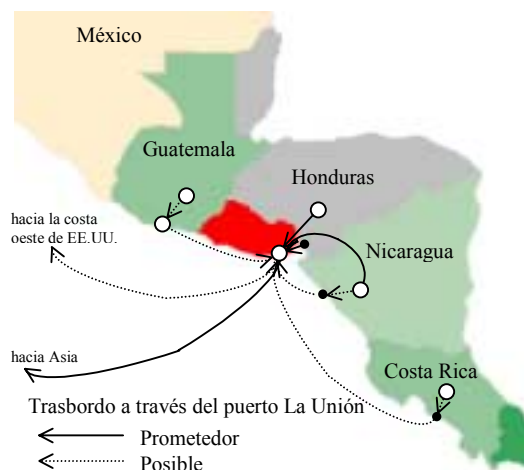 México
Guatemala
Honduras
hacia la costa
oeste de EE.UU.
Nicaragua
hacia Asia
Costa Rica
Trasbordo a través del puerto La Unión
Prometedor
Posible